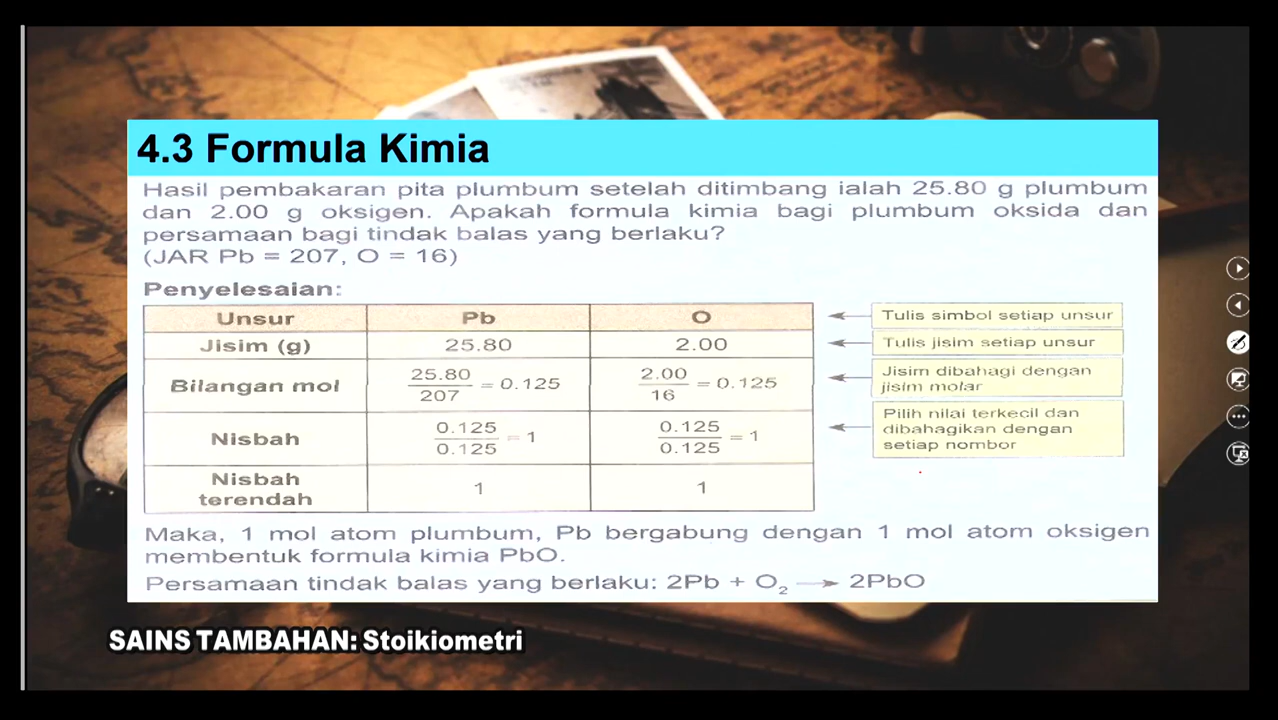 4.3 Formula Kimia
Hasil pembakaran pita plumbum setelah ditimbang ialah 25.80 g plumbum
dan 2.00 g oksigen. Apakah formula kimia bagi plumbum oksida dan
persamaan bagi tindak balas yang berlaku?
(JAR Pb = 207, O = 16)
Penyelesaian:
Unsur Pb O
Tulis simbol setiap unsur
Jisim (g) 25.80 2.00
Tulis jisim setiap unsur
Bilangan mol 25.80/207 = 0.125 2.00/16 = 0.125
Jisim dibahagi dengan
jisim molar
Nisbah 0.125/0.125 = 1 0.125/0.125 = 1
Pilih nilai terkecil dan
dibahagikan dengan
setiap nombor
Nisbah
terendah 1 1
Maka, 1 mol atom plumbum, Pb bergabung dengan 1 mol atom oksigen
membentuk formula kimia PbO.
Persamaan tindak balas yang berlaku: 2Pb + O₂ → 2PbO
SAINS TAMBAHAN: Stoikiometri